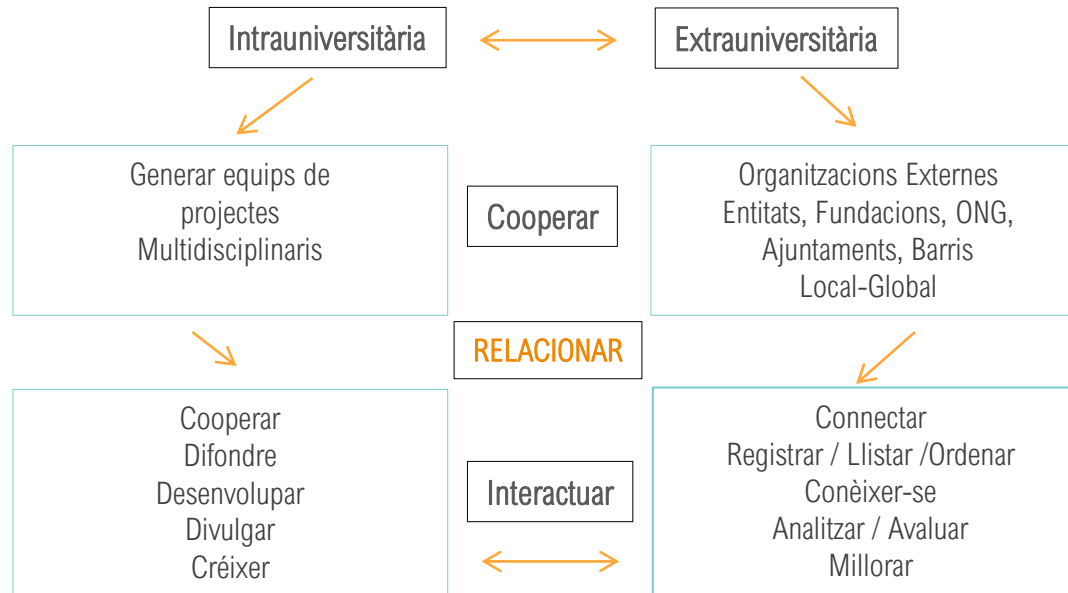 Intrauniversitària
Extrauniversitària
Generar equips de
projectes
Multidisciplinaris
Cooperar
Organitzacions Externes
Entitats, Fundacions, ONG,
Ajuntaments, Barris
Local-Global
RELACIONAR
Cooperar
Difondre
Desenvolupar
Divulgar
Créixer
Interactuar
Connectar
Registrar / Llistar /Ordenar
Conèixer-se
Analitzar / Avaluar
Millorar